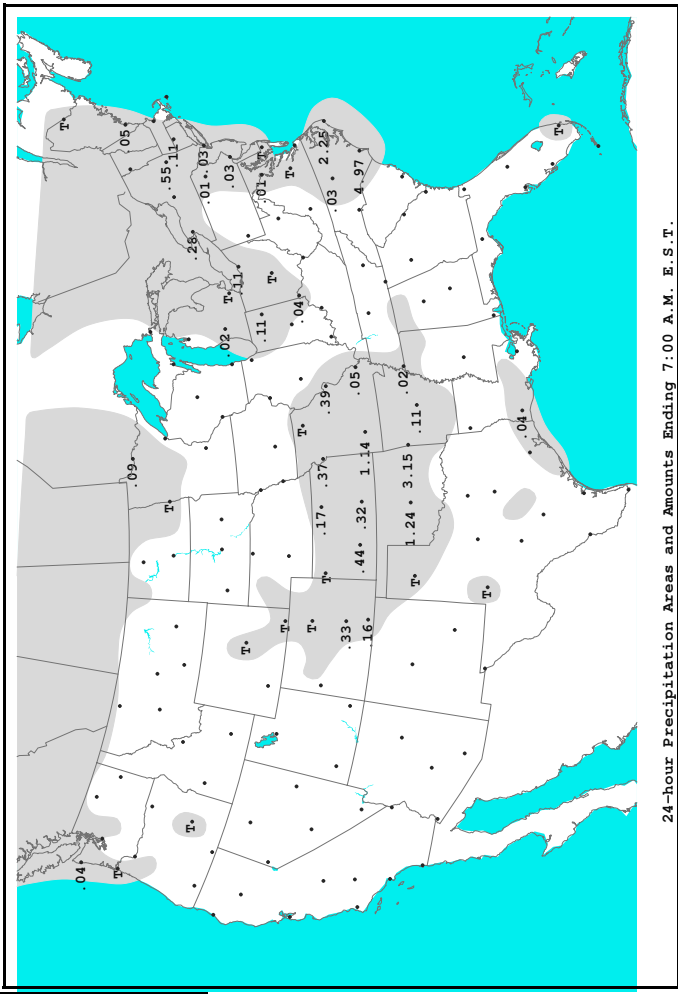 T
.04
T
.05
.09
.55
T
.11
T
.28
.03
.01
.02
T
.03
.11
T
.01
.11
T
T
T
T
.04
T
T
.17
.37
2.25
.39
T
.03
.33
.05
.44
4.97
.32
1.14
.16
.02
3.15
1.24
T
.11
T
.04
T
24-hour Precipitation Areas and Amounts Ending 7:00 A.M. E.S.T.